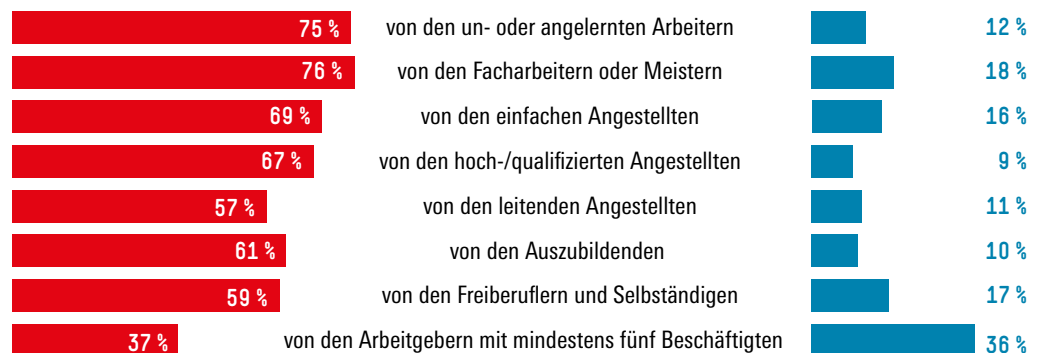 75 % von den un- oder angelernten Arbeitern 12 %
76 % von den Facharbeitern oder Meistern 18 %
69 % von den einfachen Angestellten 16 %
67 % von den hoch-/qualifizierten Angestellten 9 %
57 % von den leitenden Angestellten 11 %
61 % von den Auszubildenden 10 %
59 % von den Freiberuflern und Selbständigen 17 %
37 % von den Arbeitgebern mit mindestens fünf Beschäftigten 36 %